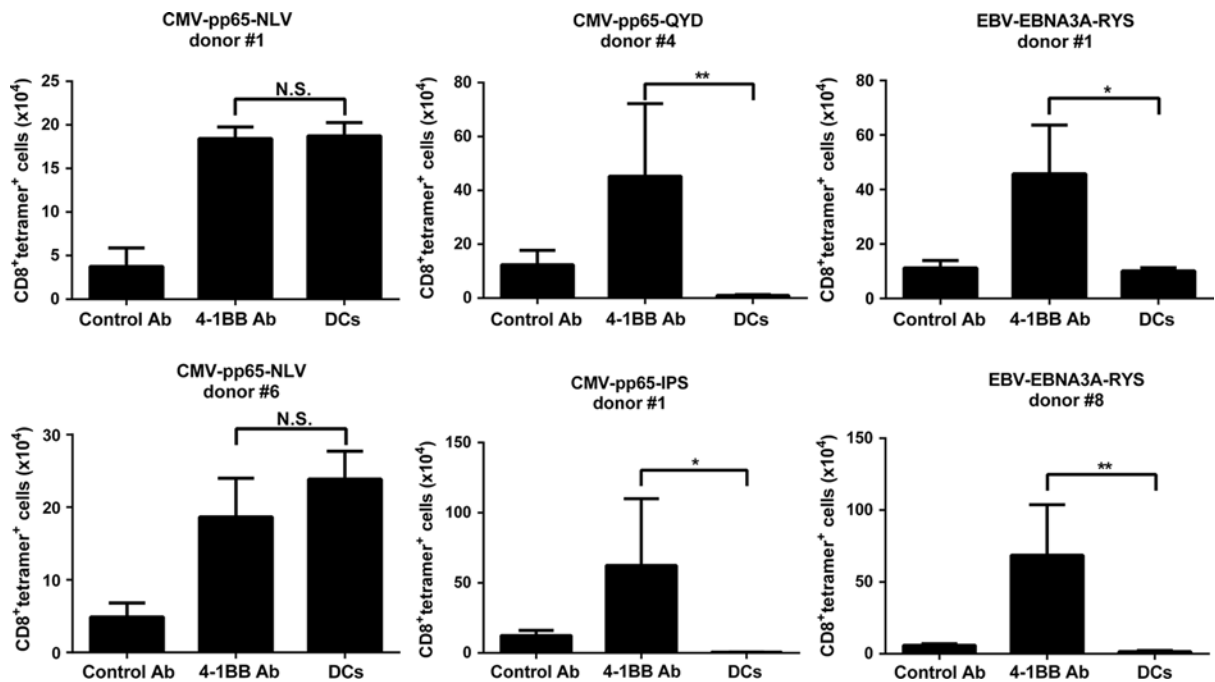 CMV-pp65-NLV
donor #1
CD8⁺tetramer⁺ cells (x10⁴)
25
20
15
10
5
0
N.S.
Control Ab 4-1BB Ab DCs
CMV-pp65-QYD
donor #4
CD8⁺tetramer⁺ cells (x10⁴)
80
60
40
20
0
**
Control Ab 4-1BB Ab DCs
EBV-EBNA3A-RYS
donor #1
CD8⁺tetramer⁺ cells (x10⁴)
80
60
40
20
0
*
Control Ab 4-1BB Ab DCs
CMV-pp65-NLV
donor #6
CD8⁺tetramer⁺ cells (x10⁴)
30
20
10
0
N.S.
Control Ab 4-1BB Ab DCs
CMV-pp65-IPS
donor #1
CD8⁺tetramer⁺ cells (x10⁴)
150
100
50
0
*
Control Ab 4-1BB Ab DCs
EBV-EBNA3A-RYS
donor #8
CD8⁺tetramer⁺ cells (x10⁴)
150
100
50
0
**
Control Ab 4-1BB Ab DCs